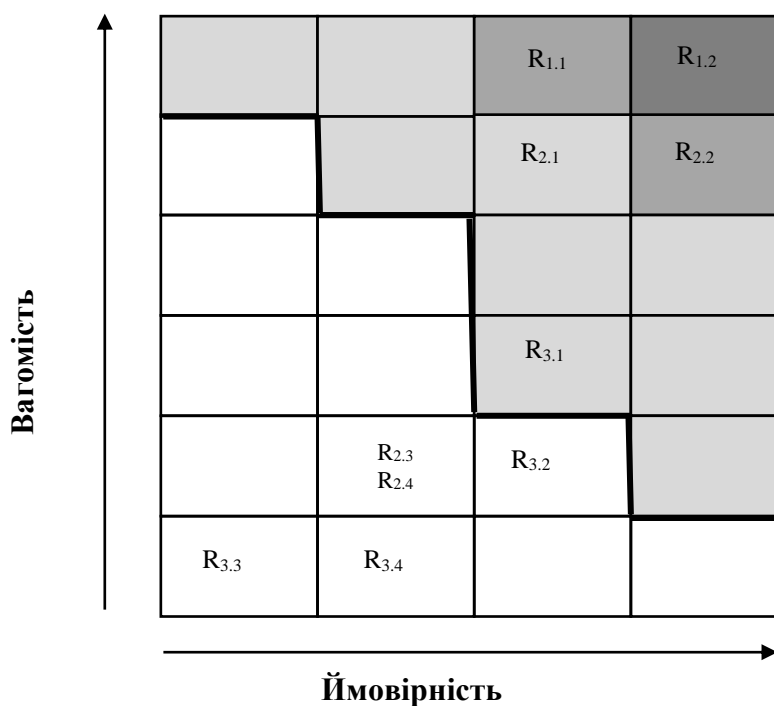 R1.1 R1.2
R2.1 R2.2
R3.1
R2.3
R2.4
R3.2
R3.3 R3.4
Вагомість
Ймовірність